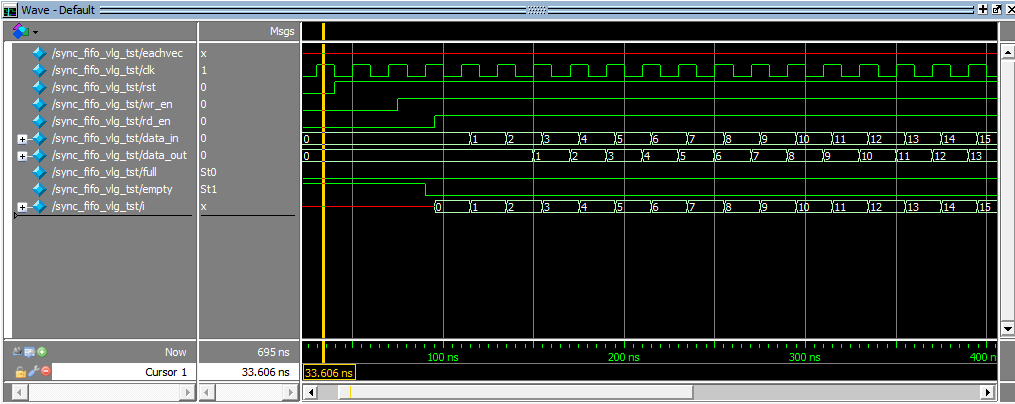 Wave - Default
Msgs
/sync_fifo_vlg_tst/eachvec x
/sync_fifo_vlg_tst/clk 1
/sync_fifo_vlg_tst/rst 0
/sync_fifo_vlg_tst/wr_en 0
/sync_fifo_vlg_tst/rd_en 0
/sync_fifo_vlg_tst/data_in 0 0 1 2 3 4 5 6 7 8 9 10 11 12 13 14 15
/sync_fifo_vlg_tst/data_out 0 0 1 2 3 4 5 6 7 8 9 10 11 12 13
/sync_fifo_vlg_tst/full St0
/sync_fifo_vlg_tst/empty St1
/sync_fifo_vlg_tst/i x 0 1 2 3 4 5 6 7 8 9 10 11 12 13 14 15
Now 695 ns 100 ns 200 ns 300 ns 400 n
Cursor 1 33.606 ns 33.606 ns